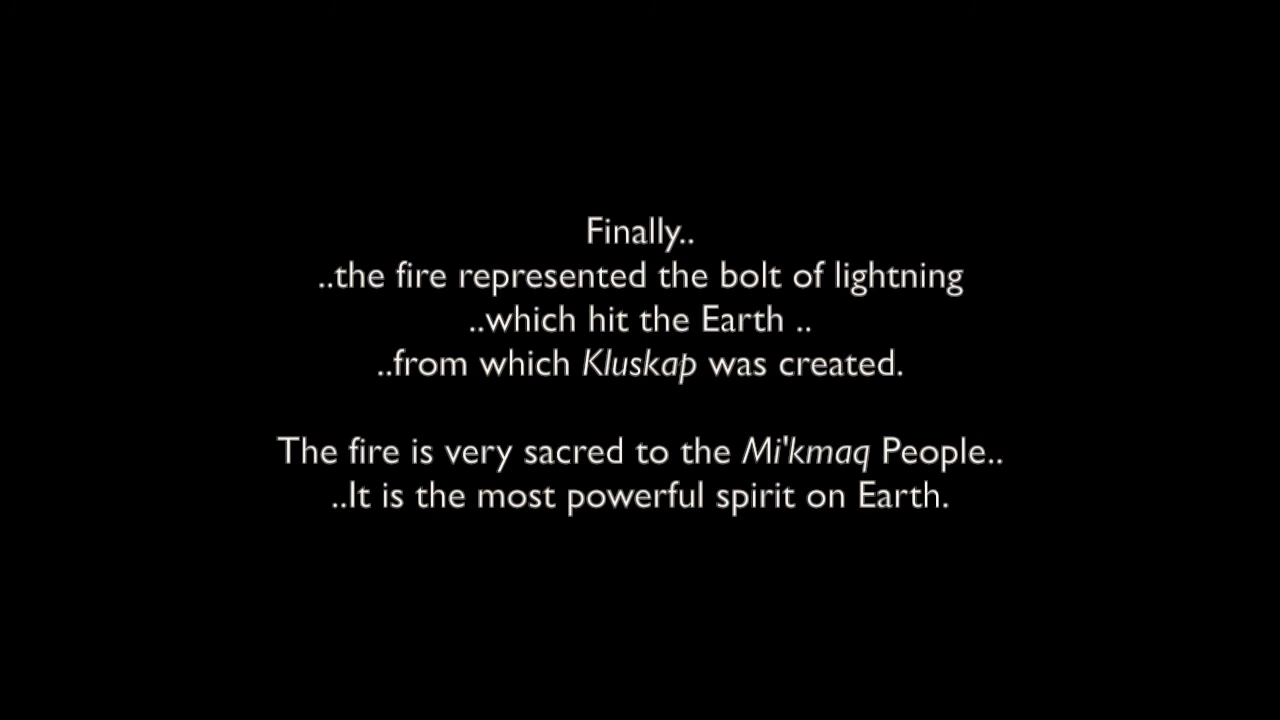 Finally..
..the fire represented the bolt of lightning
..which hit the Earth ..
..from which Kluskap was created.
The fire is very sacred to the Mi'kmaq People..
..It is the most powerful spirit on Earth.